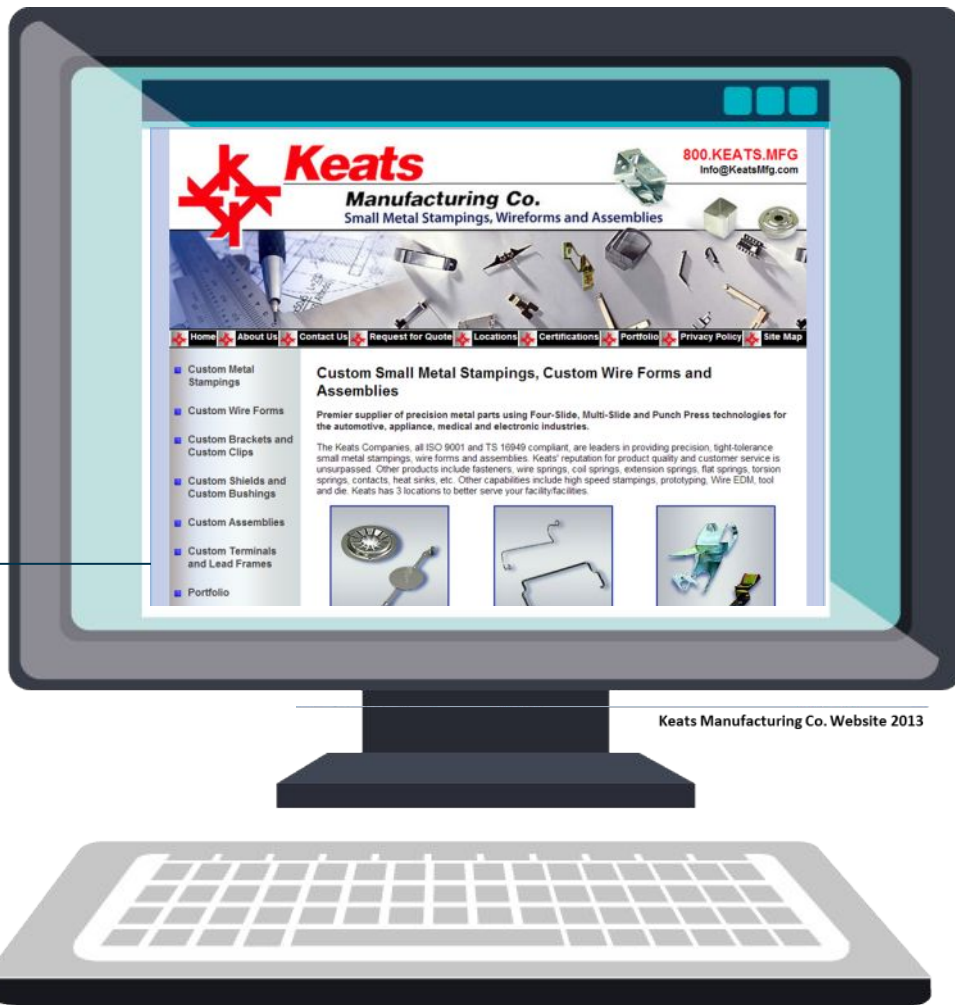 Keats
800.KEATS.MFG
Info@KeatsMfg.com
Manufacturing Co.
Small Metal Stampings, Wireforms and Assemblies
Home About Us Contact Us Request for Quote Locations Certifications Portfolio Privacy Policy Site Map
Custom Metal
Stampings
Custom Wire Forms
Custom Brackets and
Custom Clips
Custom Shields and
Custom Bushings
Custom Assemblies
Custom Terminals
and Lead Frames
Portfolio
Custom Small Metal Stampings, Custom Wire Forms and
Assemblies
Premier supplier of precision metal parts using Four-Slide, Multi-Slide and Punch Press technologies for
the automotive, appliance, medical and electronic industries.
The Keats Companies, all ISO 9001 and TS 16949 compliant, are leaders in providing precision, tight-tolerance
small metal stampings, wire forms and assemblies. Keats' reputation for product quality and customer service is
unsurpassed. Other products include fasteners, wire springs, coil springs, extension springs, flat springs, torsion
springs, contacts, heat sinks, etc. Other capabilities include high speed stampings, prototyping, Wire EDM, tool
and die. Keats has 3 locations to better serve your facility/facilities.
Keats Manufacturing Co. Website 2013